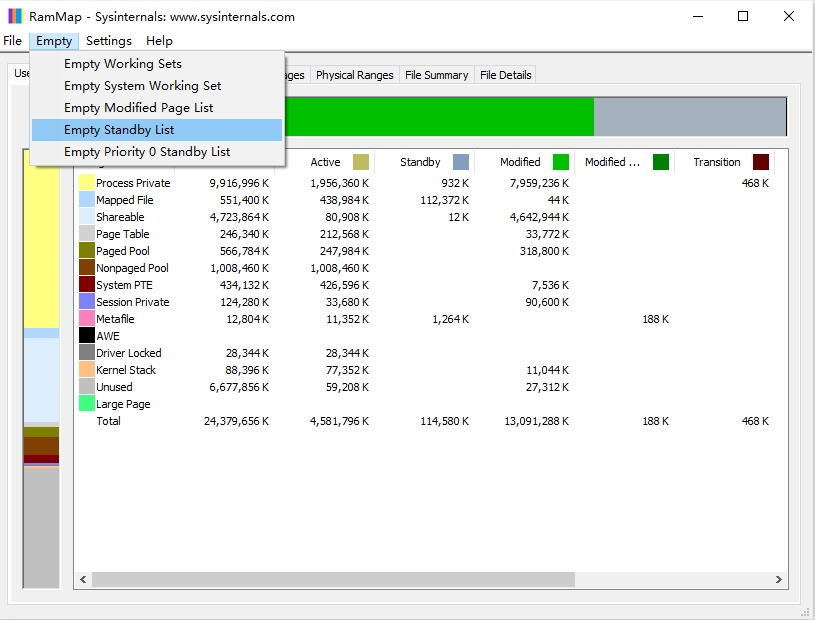 RamMap - Sysinternals: www.sysinternals.com
File Empty Settings Help
Empty Working Sets
Empty System Working Set
Empty Modified Page List
Empty Standby List
Empty Priority 0 Standby List
Physical Ranges File Summary File Details
Active Standby Modified Modified ... Transition
Process Private 9,916,996 K 1,956,360 K 932 K 7,959,236 K 468 K
Mapped File 551,400 K 438,984 K 112,372 K 44 K
Shareable 4,723,864 K 80,908 K 12 K 4,642,944 K
Page Table 246,340 K 212,568 K 33,772 K
Paged Pool 566,784 K 247,984 K 318,800 K
Nonpaged Pool 1,008,460 K 1,008,460 K
System PTE 434,132 K 426,596 K 7,536 K
Session Private 124,280 K 33,680 K 90,600 K
Metafile 12,804 K 11,352 K 1,264 K 188 K
AWE
Driver Locked 28,344 K 28,344 K
Kernel Stack 88,396 K 77,352 K 11,044 K
Unused 6,677,856 K 59,208 K 27,312 K
Large Page
Total 24,379,656 K 4,581,796 K 114,580 K 13,091,288 K 188 K 468 K